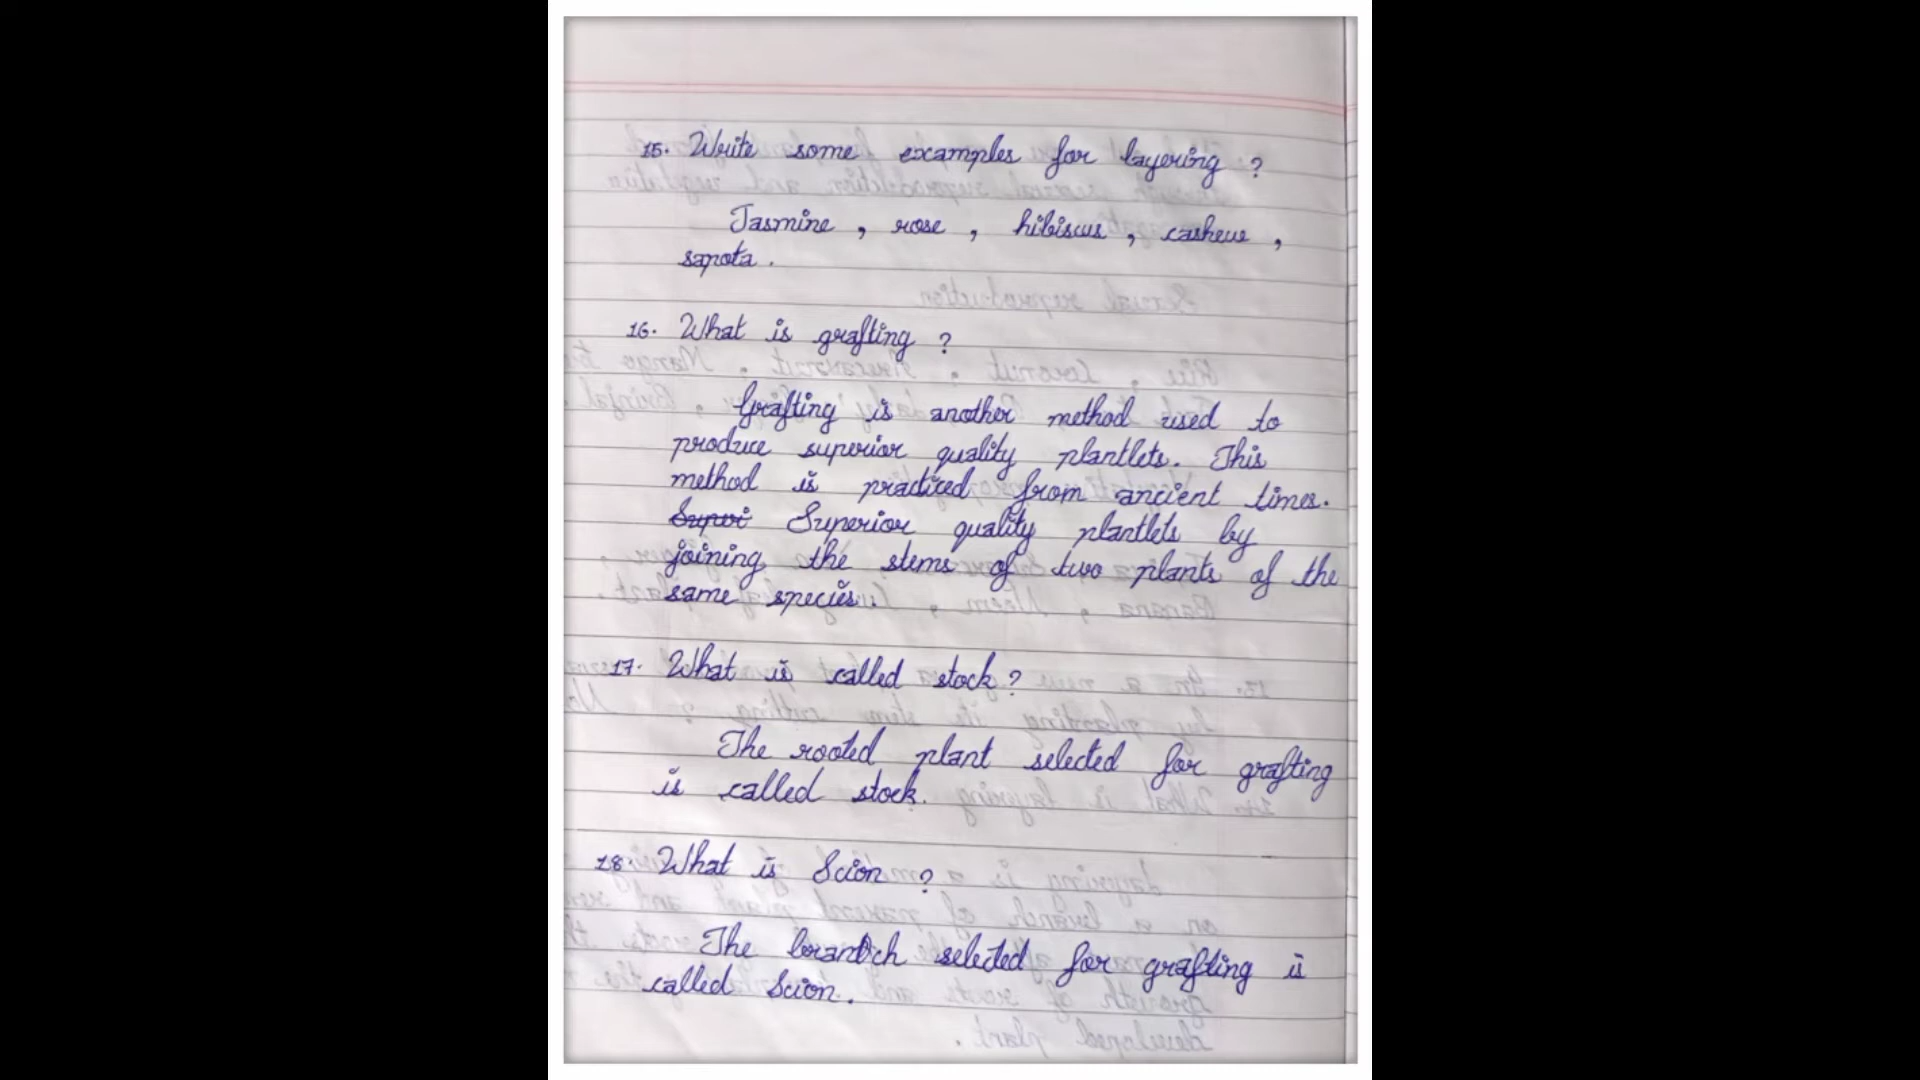 15. Write some examples for layering ?
Jasmine , rose , hibiscus , cashew ,
sapota .
16. What is grafting ?
Grafting is another method used to
produce superior quality plantlets. This
method is practiced from ancient times.
Superi Superior quality plantlets by
joining the stems of two plants of the
same species.
17. What is called stock ?
The rooted plant selected for grafting
is called stock.
18. What is Scion ?
The branch selected for grafting is
called Scion.